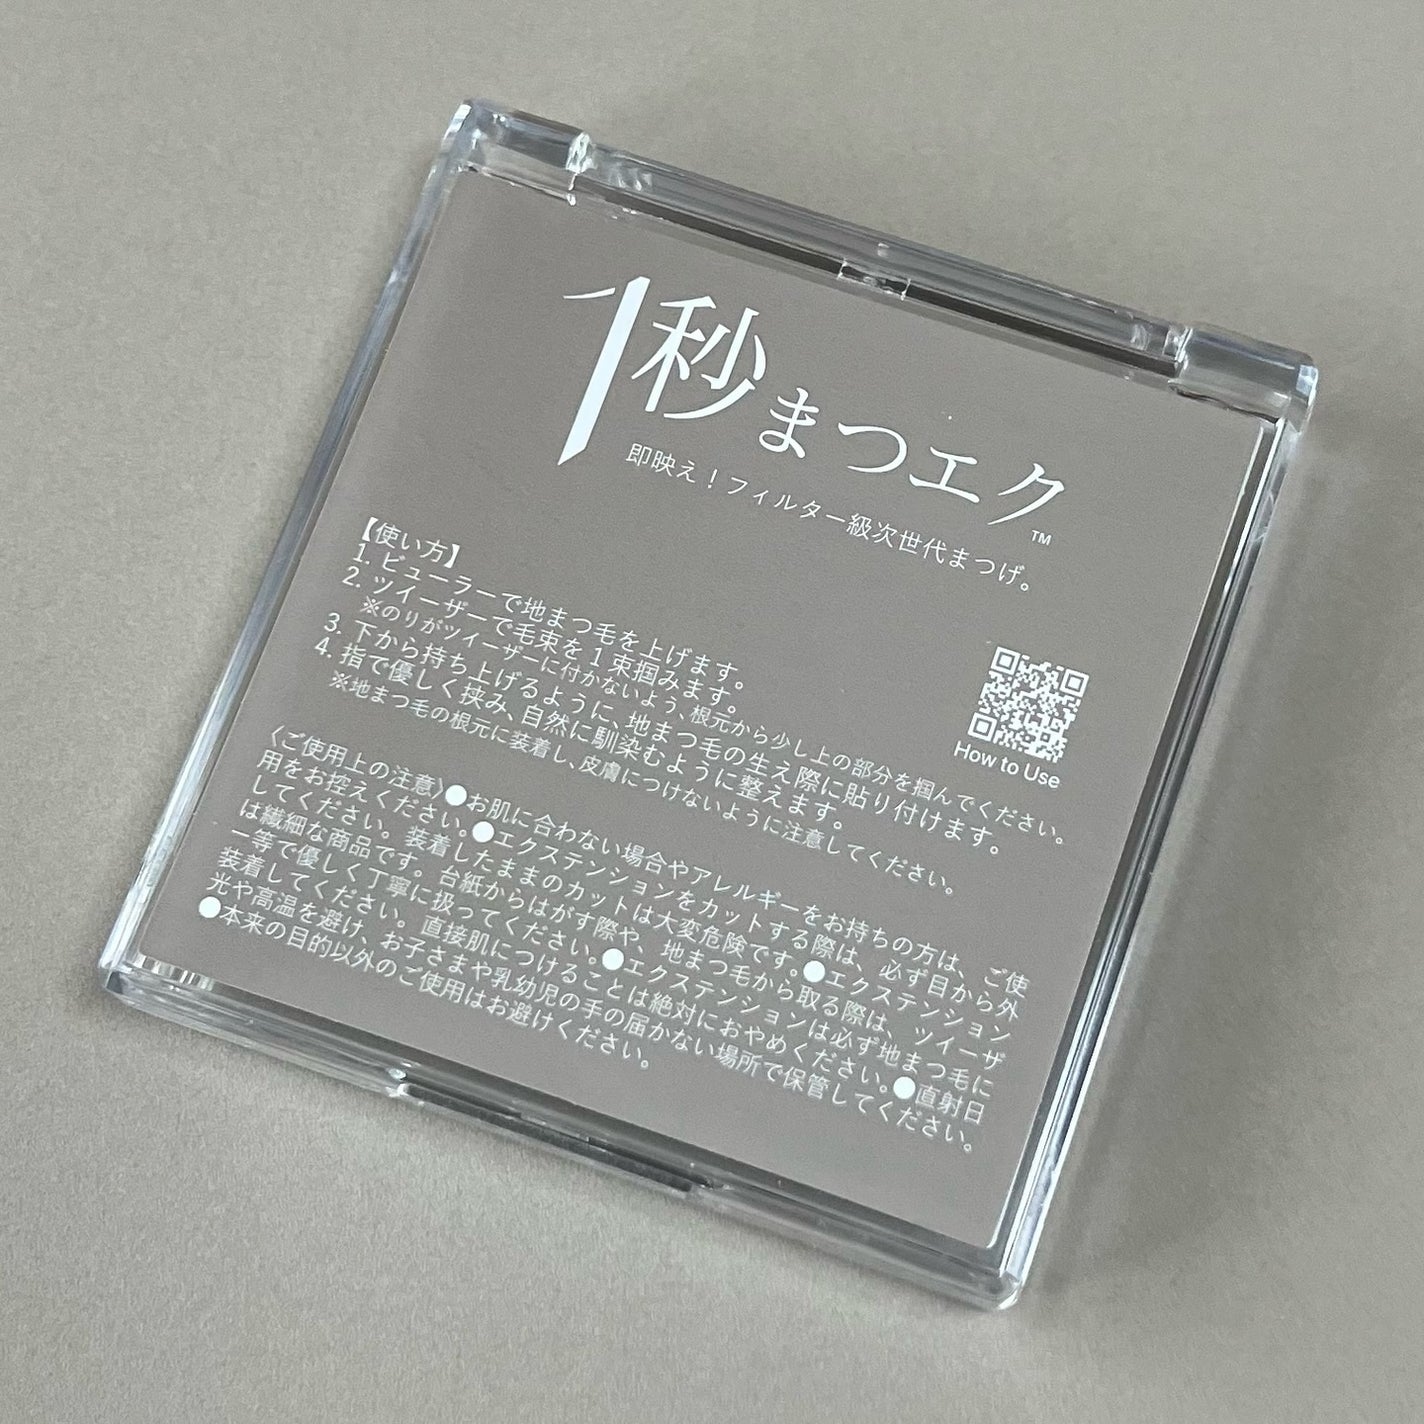 1秒まつエク™
即映え！フィルター級次世代まつげ。
【使い方】
1. ビューラーで地まつ毛を上げます。
2. ツイーザーで毛束を1束掴みます。
※のりがツイーザーに付かないよう、根元から少し上の部分を掴んでください。
3. 下から持ち上げるように、地まつ毛の生え際に貼り付けます。
4. 指で優しく挟み、自然に馴染むように整えます。
※地まつ毛の根元に装着し、皮膚につけないように注意してください。
How to Use
〈ご使用上の注意〉●お肌に合わない場合やアレルギーをお持ちの方は、ご使
用をお控えください。●エクステンションをカットする際は、必ず目から外
してください。装着したままのカットは大変危険です。●エクステンション
は繊細な商品です。台紙からはがす際や、地まつ毛から取る際は、ツイーザ
ー等で優しく丁寧に扱ってください。●エクステンションは必ず地まつ毛に
装着してください。直接肌につけることは絶対におやめください。●直射日
光や高温を避け、お子さまや乳幼児の手の届かない場所で保管してください。
●本来の目的以外のご使用はお避けください。